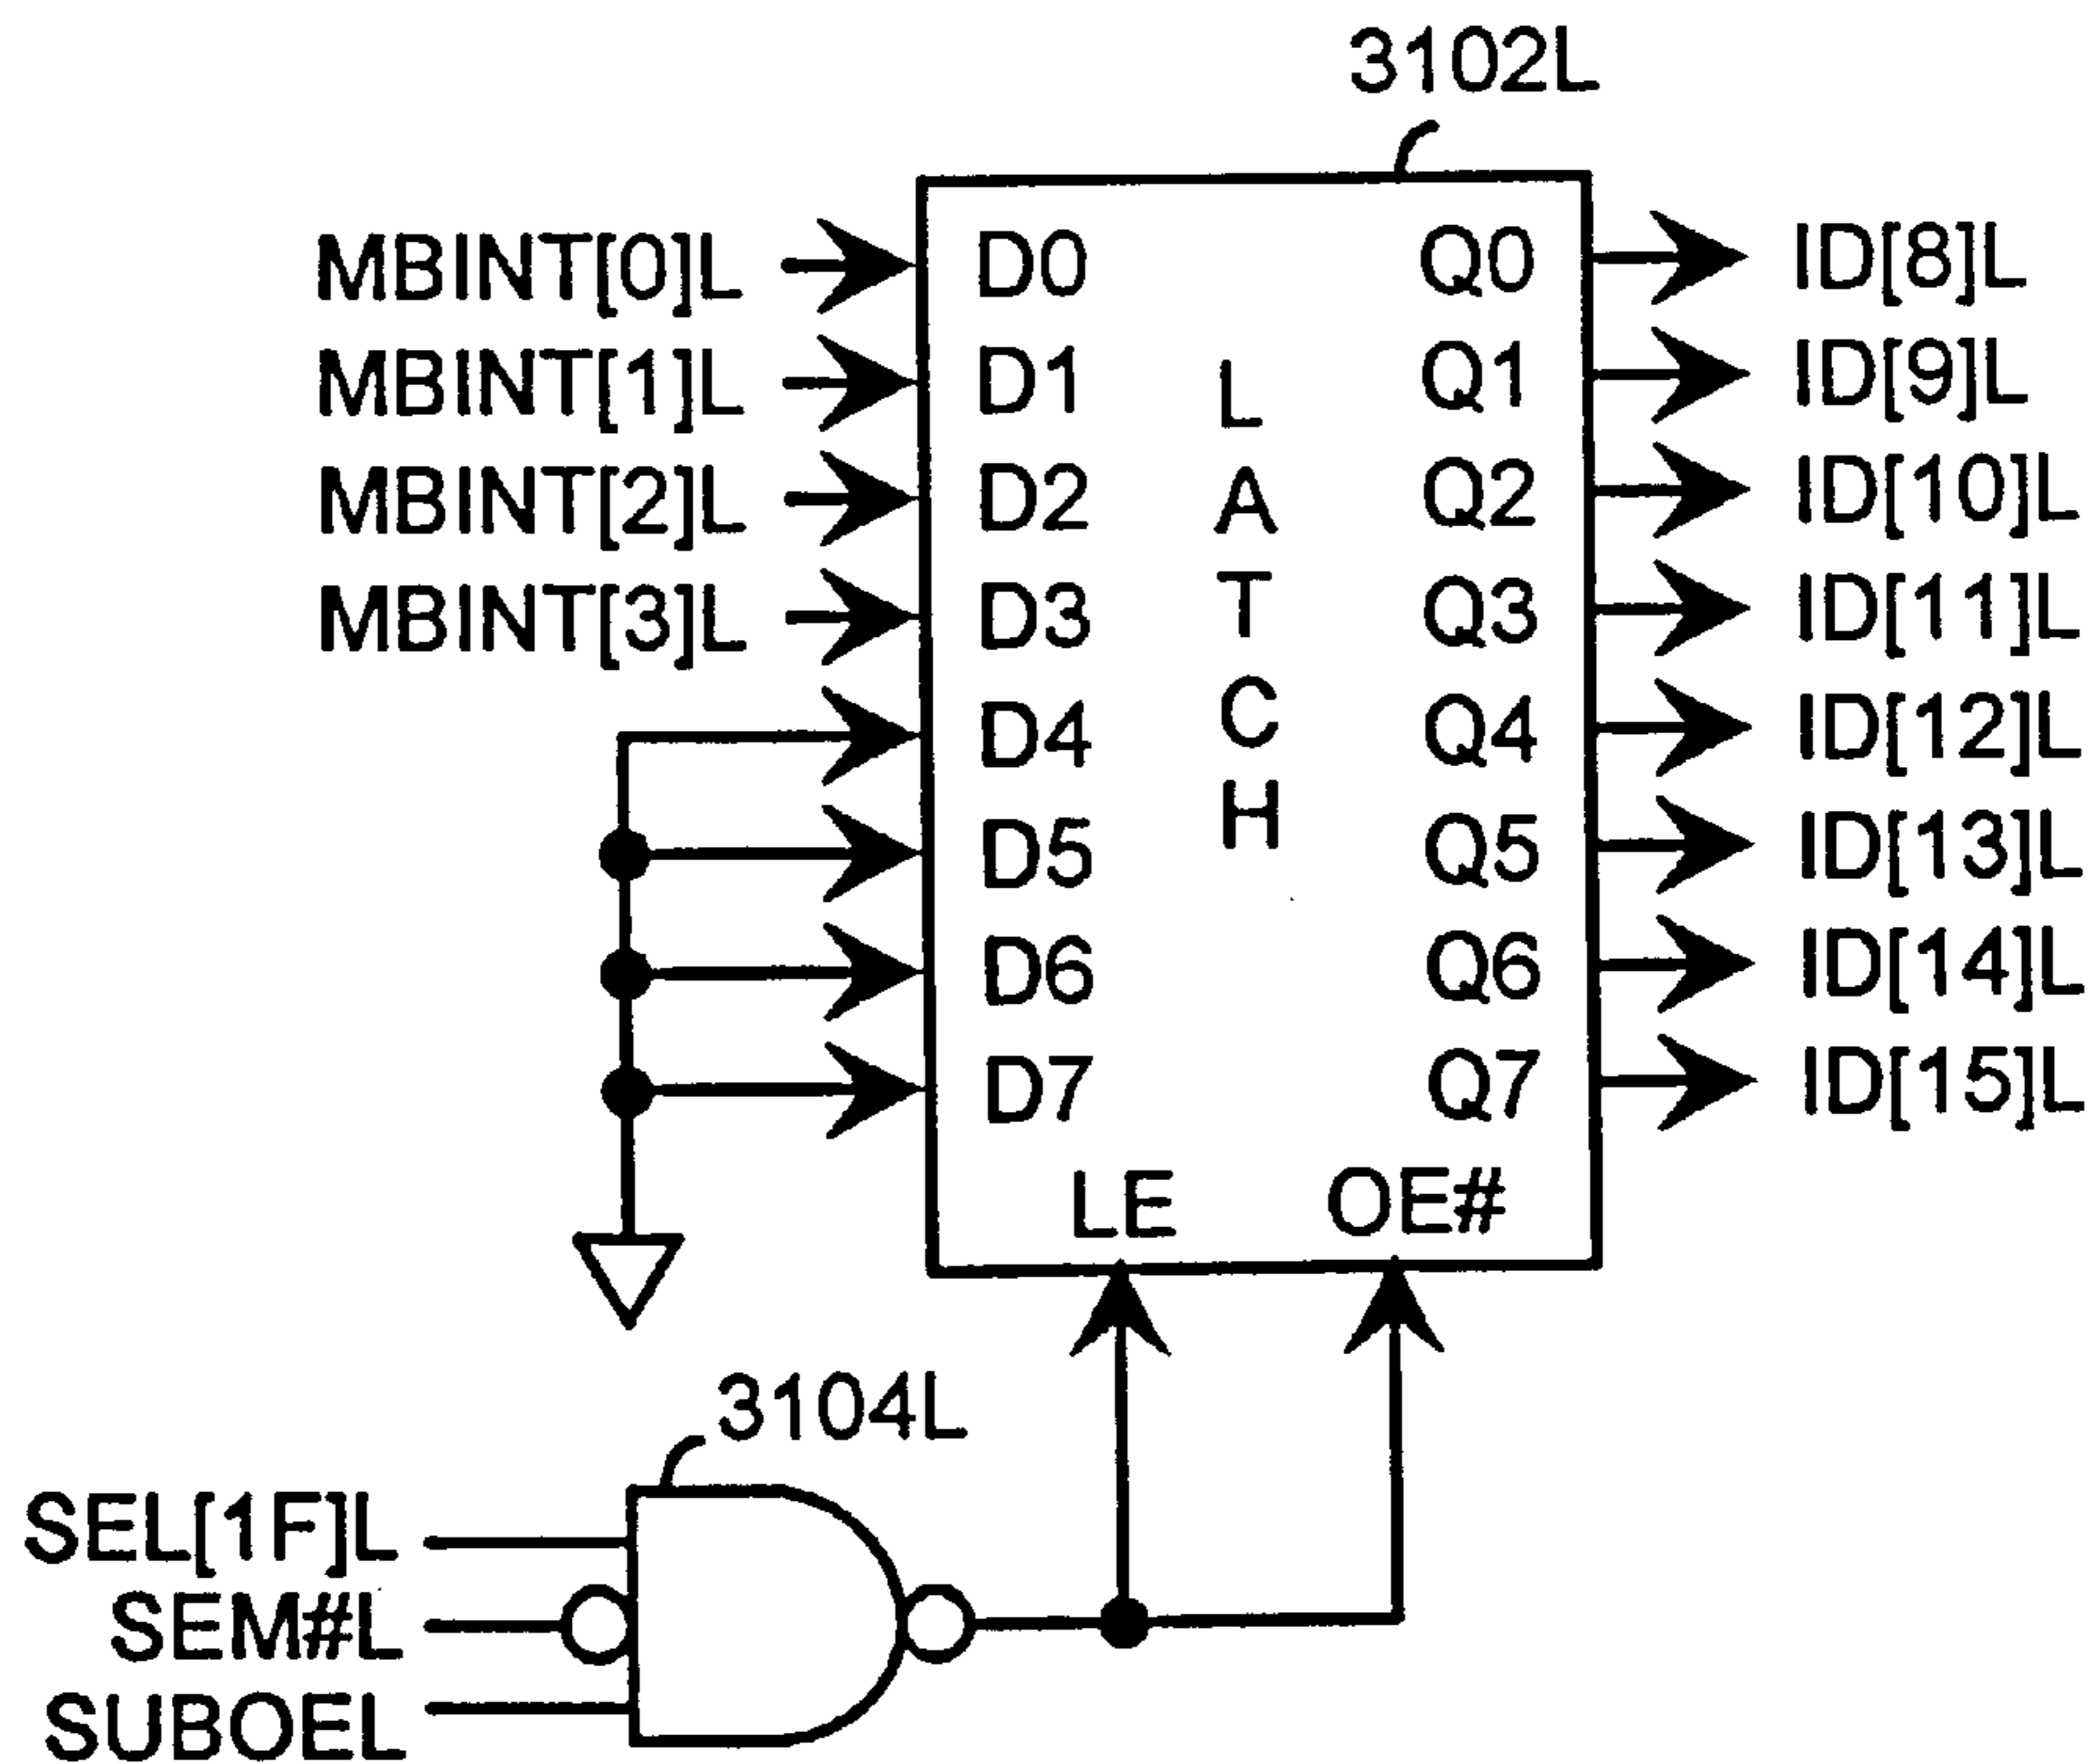 3102L
MBINT[0]L D0 Q0 ID[8]L
MBINT[1]L D1 Q1 ID[9]L
MBINT[2]L D2 Q2 ID[10]L
MBINT[3]L D3 Q3 ID[11]L
D4 Q4 ID[12]L
D5 Q5 ID[13]L
D6 Q6 ID[14]L
D7 Q7 ID[15]L
LATCH
LE OE#
3104L
SEL[1F]L
SEM#L
SUBOEL